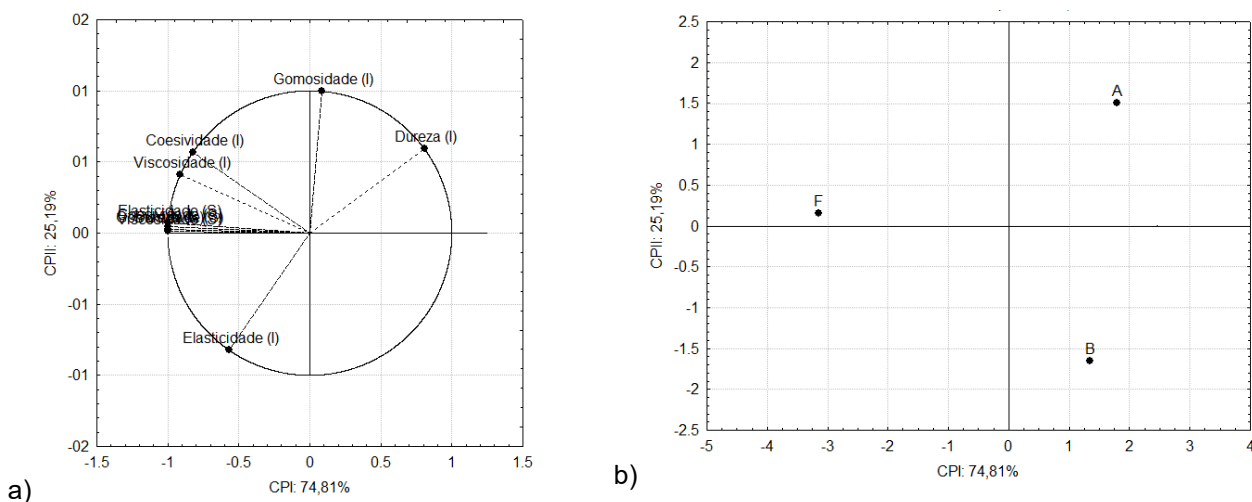 02
01
01
00
-01
-01
-02
-1.5
-1
-0.5
0
0.5
1
1.5
CPII: 25,19%
CPI: 74,81%
Gomosidade (I)
Dureza (I)
Coesividade (I)
Viscosidade (I)
Elasticidade (S)
Viscosidade (S)
Elasticidade (I)
a)
2.5
2
1.5
1
0.5
0
-0.5
-1
-1.5
-2
-2.5
-5
-4
-3
-2
-1
0
1
2
3
4
CPII: 25,19%
CPI: 74,81%
A
F
B
b)